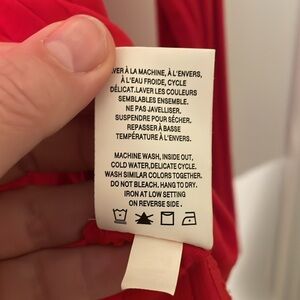 LAVER À LA MACHINE, À L'ENVERS,
À L'EAU FROIDE, CYCLE
DÉLICAT.LAVER LES COULEURS
SEMBLABLES ENSEMBLE.
NE PAS JAVELLISER.
SUSPENDRE POUR SÉCHER.
REPASSER À BASSE
TEMPÉRATURE À L'ENVERS.
MACHINE WASH, INSIDE OUT,
COLD WATER,DELICATE CYCLE.
WASH SIMILAR COLORS TOGETHER.
DO NOT BLEACH. HANG TO DRY.
IRON AT LOW SETTING
ON REVERSE SIDE.